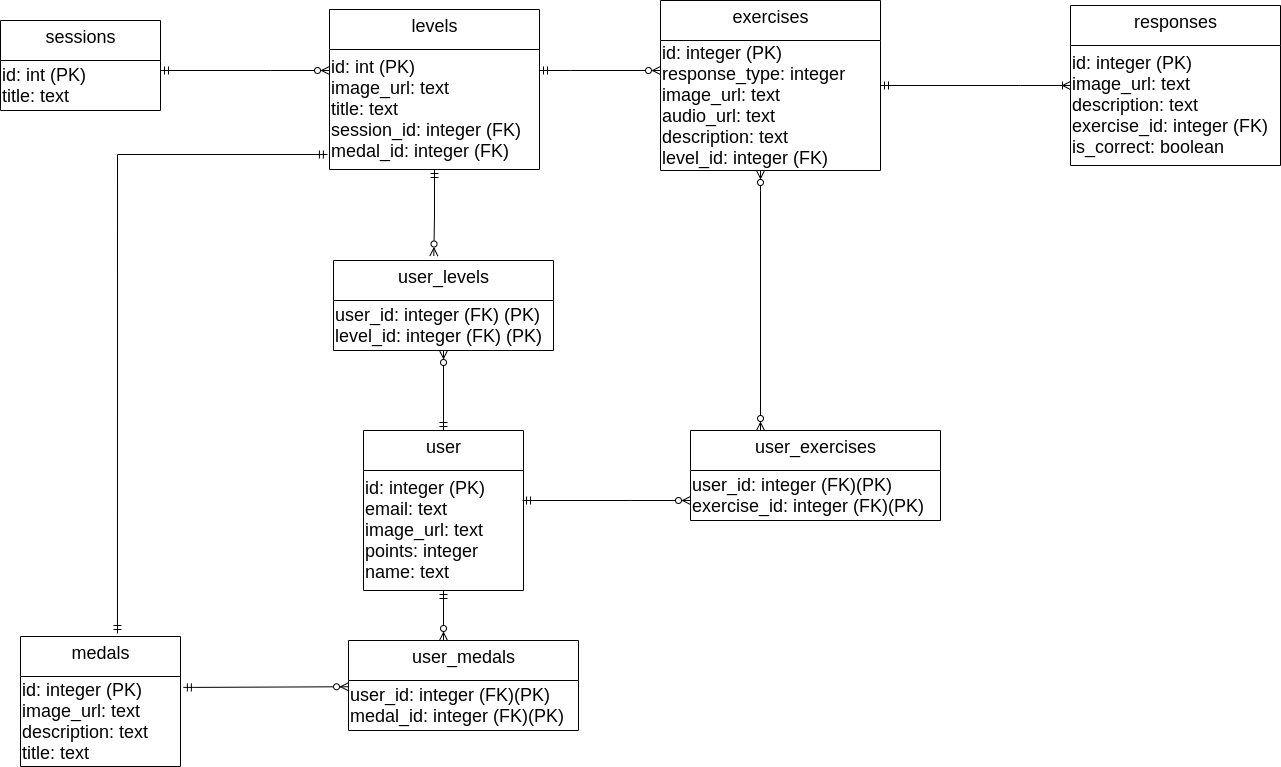 sessions
id: int (PK)
title: text
levels
id: int (PK)
image_url: text
title: text
session_id: integer (FK)
medal_id: integer (FK)
exercises
id: integer (PK)
response_type: integer
image_url: text
audio_url: text
description: text
level_id: integer (FK)
responses
id: integer (PK)
image_url: text
description: text
exercise_id: integer (FK)
is_correct: boolean
user_levels
user_id: integer (FK) (PK)
level_id: integer (FK) (PK)
user
id: integer (PK)
email: text
image_url: text
points: integer
name: text
user_exercises
user_id: integer (FK)(PK)
exercise_id: integer (FK)(PK)
medals
id: integer (PK)
image_url: text
description: text
title: text
user_medals
user_id: integer (FK)(PK)
medal_id: integer (FK)(PK)